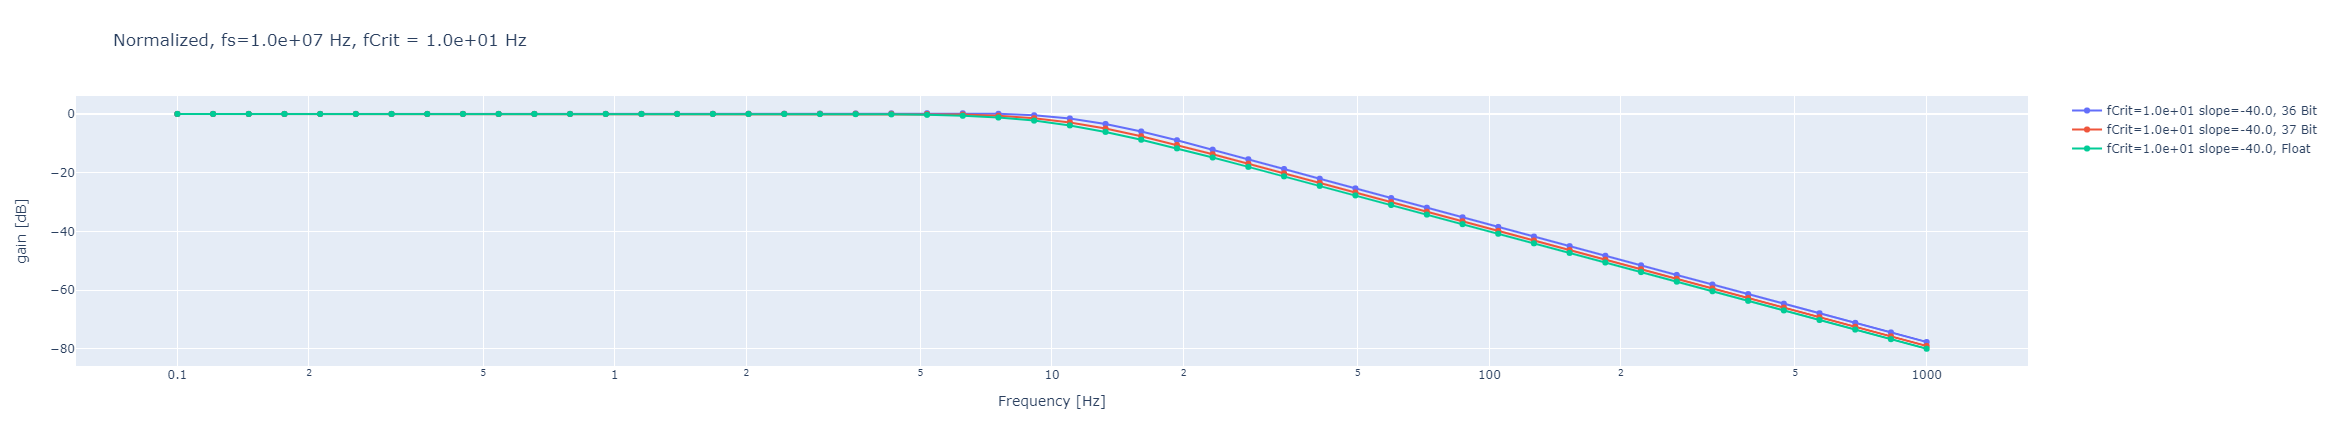 Normalized, fs=1.0e+07 Hz, fCrit = 1.0e+01 Hz
fCrit=1.0e+01 slope=-40.0, 36 Bit
fCrit=1.0e+01 slope=-40.0, 37 Bit
fCrit=1.0e+01 slope=-40.0, Float
gain [dB]
0
−20
−40
−60
−80
0.1 2 5 1 2 5 10 2 5 100 2 5 1000
Frequency [Hz]